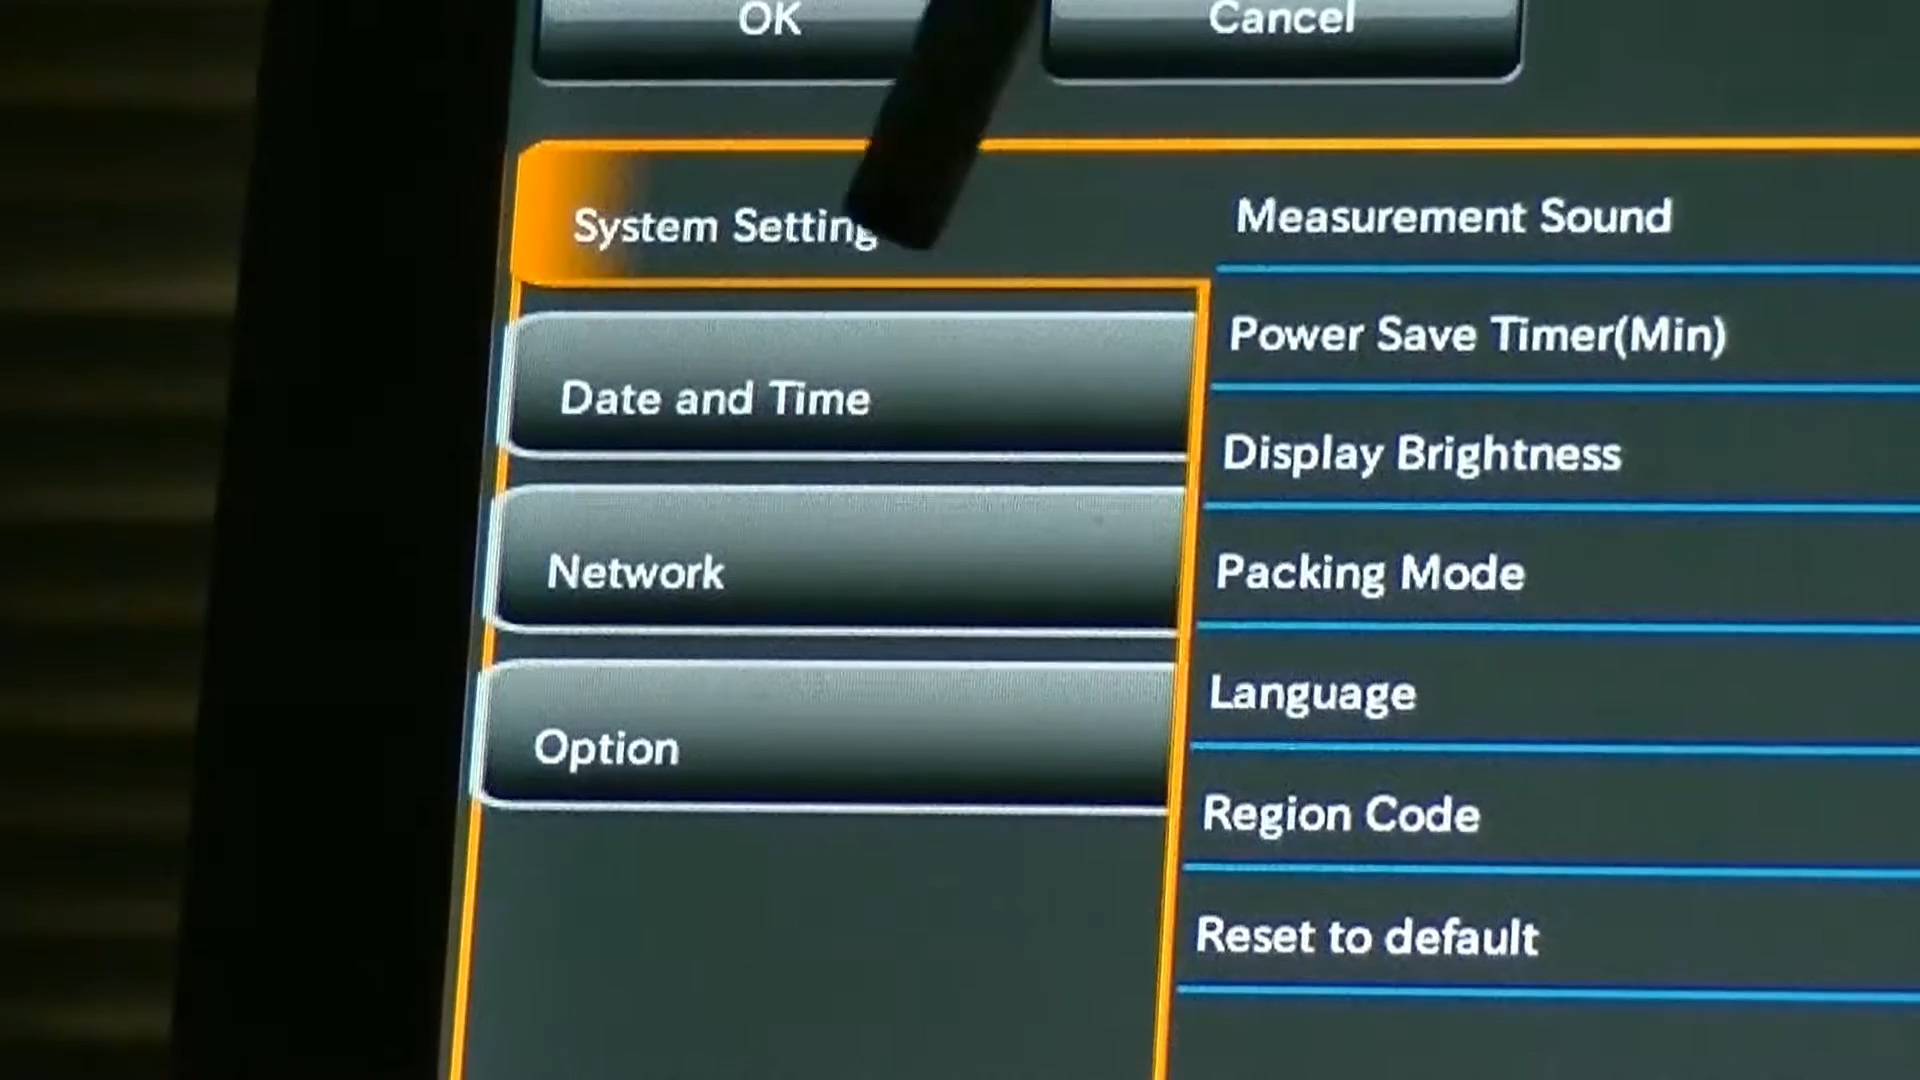 OK
Cancel
System Setting
Date and Time
Network
Option
Measurement Sound
Power Save Timer(Min)
Display Brightness
Packing Mode
Language
Region Code
Reset to default